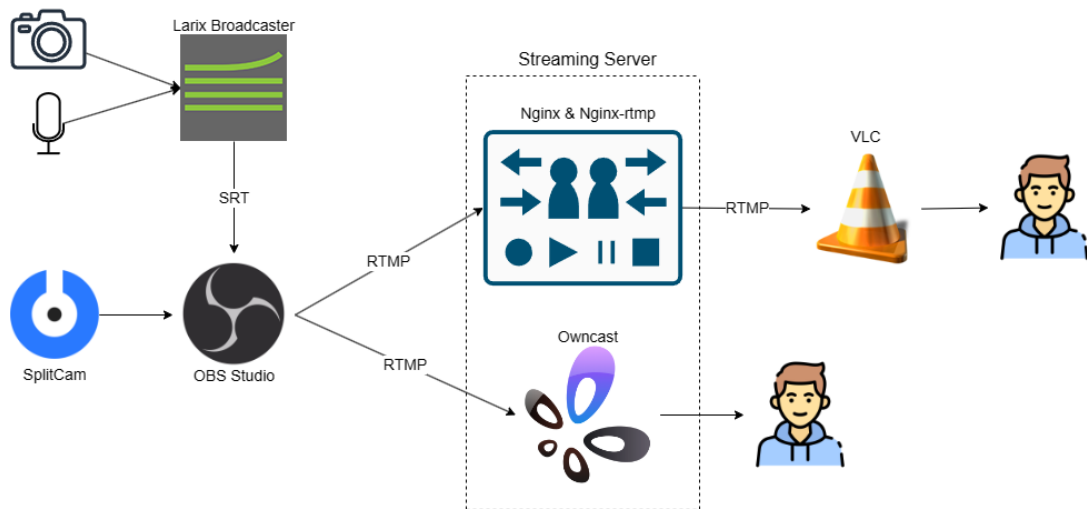 Larix Broadcaster
Streaming Server
Nginx & Nginx-rtmp
VLC
SRT
RTMP
RTMP
SplitCam
OBS Studio
RTMP
Owncast